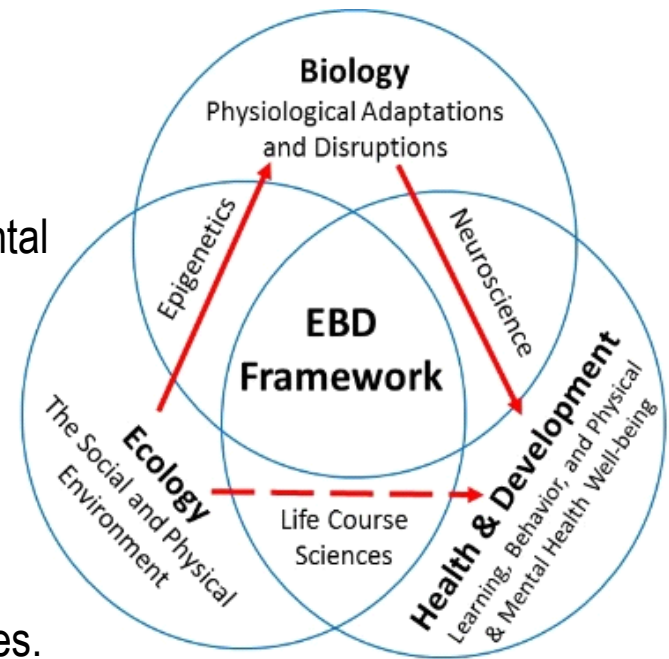 Biology
Physiological Adaptations
and Disruptions
ntal
Epigenetics
Neuroscience
EBD
Framework
Ecology
The Social and Physical
Environment
Life Course
Sciences
Health & Development
Learning, Behavior, and Physical
& Mental Health Well-being
es.